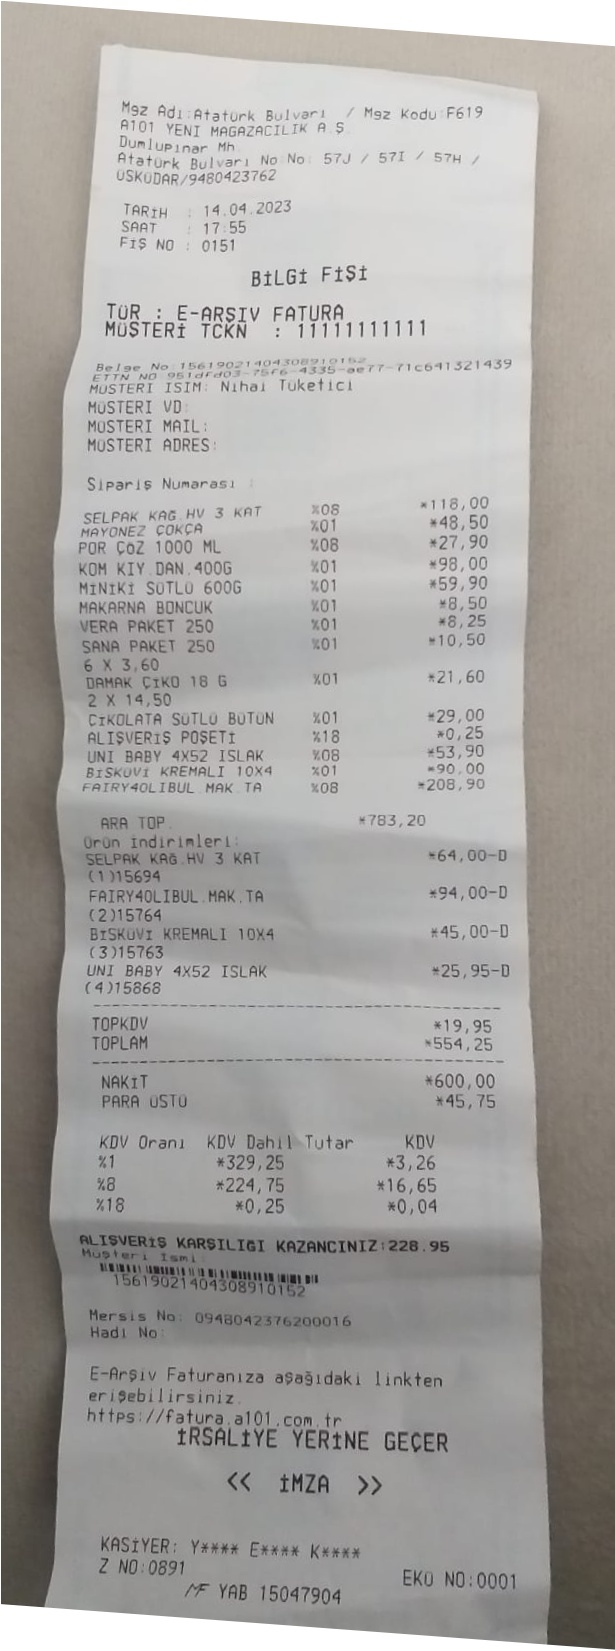 Mgz Adı:Atatürk Bulvarı / Mgz Kodu:F619
A101 YENİ MAGAZACILIK A.Ş.
Dumlupınar Mh.
Atatürk Bulvarı No:No: 57J / 57I / 57H /
ÜSKÜDAR/9480423762
TARİH : 14.04.2023
SAAT : 17:55
FİŞ NO : 0151
BİLGİ FİŞİ
TÜR : E-ARŞİV FATURA
MÜŞTERİ TCKN : 11111111111
Belge No:1561902140430891​0152
ETTN NO:951dfd03-75f6-4335-ae77-71c641321439
MÜŞTERİ İSİM: Nihai Tüketici
MÜŞTERİ VD:
MÜŞTERİ MAIL:
MÜŞTERİ ADRES:
Sipariş Numarası :
SELPAK KAĞ.HV 3 KAT %08 *118,00
MAYONEZ ÇOKÇA %01 *48,50
POR ÇÖZ 1000 ML %08 *27,90
KOM KIY.DAN.400G %01 *98,00
MİNİKİ SÜTLÜ 600G %01 *59,90
MAKARNA BONCUK %01 *8,50
VERA PAKET 250 %01 *8,25
SANA PAKET 250 %01 *10,50
6 X 3,60
DAMAK ÇİKO 18 G %01 *21,60
2 X 14,50
ÇİKOLATA SÜTLÜ BÜTÜN %01 *29,00
ALIŞVERİŞ POŞETİ %18 *0,25
UNI BABY 4X52 ISLAK %08 *53,90
BİSKÜVİ KREMALI 10X4 %01 *90,00
FAIRY40LIBUL.MAK.TA %08 *208,90
ARA TOP. *783,20
Ürün İndirimleri:
SELPAK KAĞ.HV 3 KAT *64,00-D
(1)15694
FAIRY40LIBUL.MAK.TA *94,00-D
(2)15764
BİSKÜVİ KREMALI 10X4 *45,00-D
(3)15763
UNI BABY 4X52 ISLAK *25,95-D
(4)15868
TOPKDV *19,95
TOPLAM *554,25
NAKİT *600,00
PARA ÜSTÜ *45,75
KDV Oranı KDV Dahil Tutar KDV
%1 *329,25 *3,26
%8 *224,75 *16,65
%18 *0,25 *0,04
ALIŞVERİŞ KARŞILIĞI KAZANCINIZ:228.95
Müşteri İsmi:
15619021404308910152
Mersis No: 0948042376200016
Hadi No:
E-Arşiv Faturanıza aşağıdaki linkten
erişebilirsiniz.
https://fatura.a101.com.tr
İRSALİYE YERİNE GEÇER
<< İMZA >>
KASİYER: Y**** E**** K****
Z NO:0891 EKÜ NO:0001
MF YAB 15047904